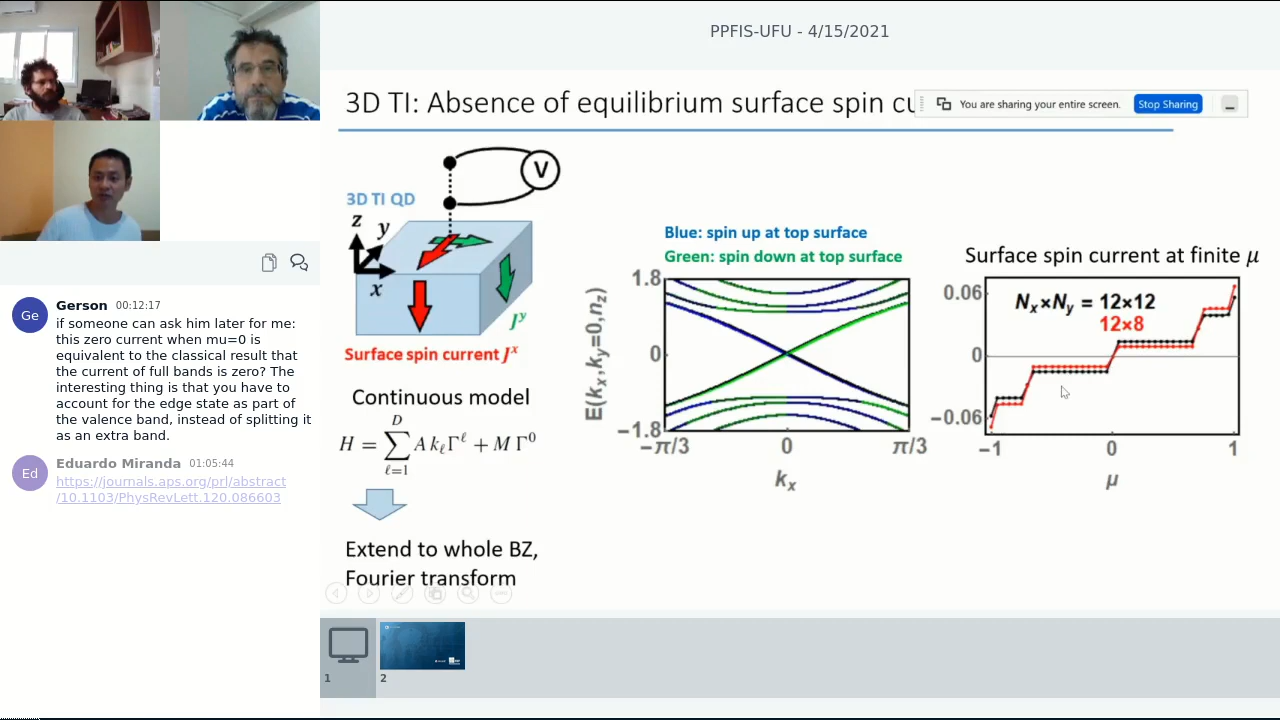 PPFIS-UFU - 4/15/2021
3D TI: Absence of equilibrium surface spin cu
You are sharing your entire screen.
Stop Sharing
V
3D TI QD
z
y
x
J^y
Surface spin current J^x
Continuous model
H = \sum_{ℓ=1}^{D} A k_ℓ Γ^ℓ + M Γ^0
Extend to whole BZ,
Fourier transform
Blue: spin up at top surface
Green: spin down at top surface
E(k_x,k_y=0,n_z)
1.8
0
−1.8
−π/3
0
π/3
k_x
Surface spin current at finite μ
0.06
0
−0.06
N_x×N_y = 12×12
12×8
−1
0
1
μ
Ge
Gerson 00:12:17
if someone can ask him later for me:
this zero current when mu=0 is
equivalent to the classical result that
the current of full bands is zero? The
interesting thing is that you have to
account for the edge state as part of
the valence band, instead of splitting it
as an extra band.
Ed
Eduardo Miranda 01:05:44
https://journals.aps.org/prl/abstract
/10.1103/PhysRevLett.120.086603
1
2